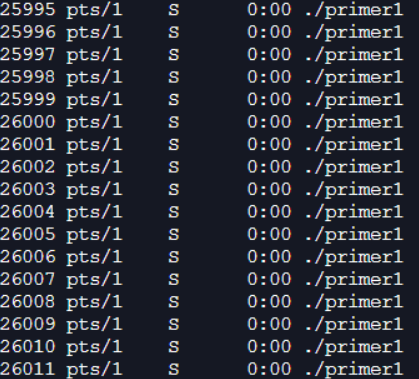 25995 pts/1    S      0:00 ./primer1
25996 pts/1    S      0:00 ./primer1
25997 pts/1    S      0:00 ./primer1
25998 pts/1    S      0:00 ./primer1
25999 pts/1    S      0:00 ./primer1
26000 pts/1    S      0:00 ./primer1
26001 pts/1    S      0:00 ./primer1
26002 pts/1    S      0:00 ./primer1
26003 pts/1    S      0:00 ./primer1
26004 pts/1    S      0:00 ./primer1
26005 pts/1    S      0:00 ./primer1
26006 pts/1    S      0:00 ./primer1
26007 pts/1    S      0:00 ./primer1
26008 pts/1    S      0:00 ./primer1
26009 pts/1    S      0:00 ./primer1
26010 pts/1    S      0:00 ./primer1
26011 pts/1    S      0:00 ./primer1